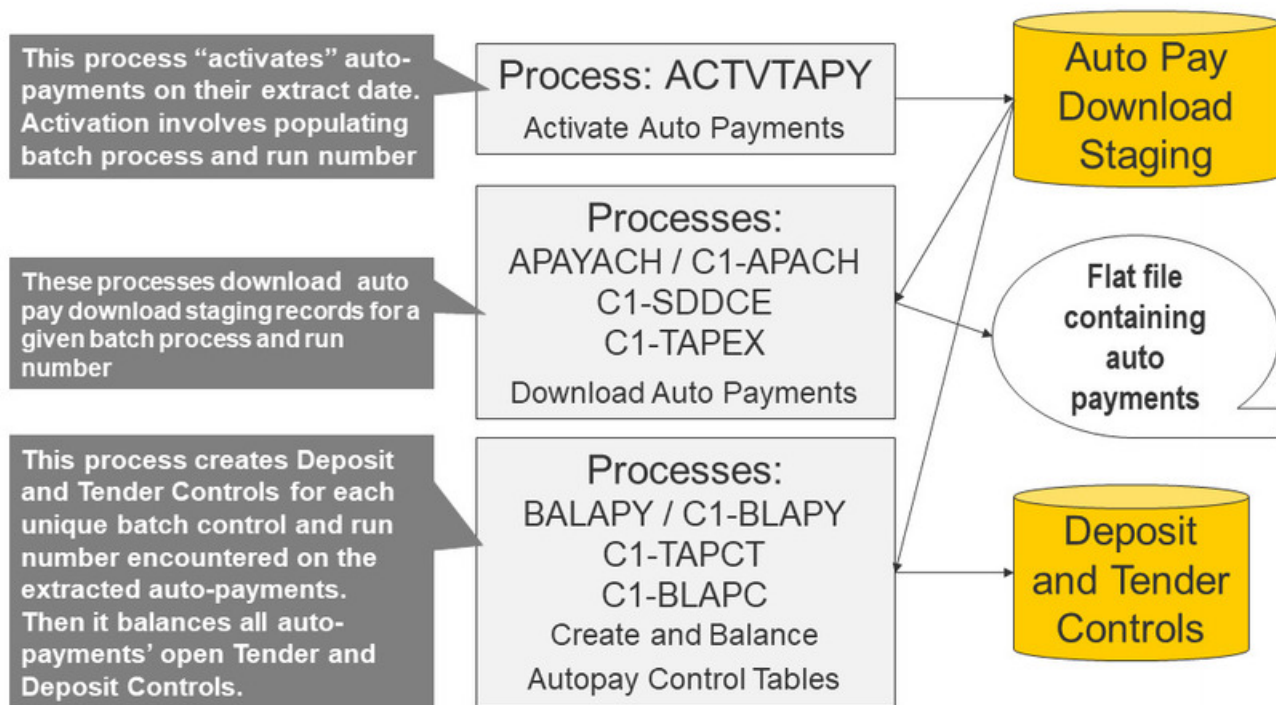 This process “activates” auto-
payments on their extract date.
Activation involves populating
batch process and run number
Process: ACTVTAPY
Activate Auto Payments
Auto Pay
Download
Staging
These processes download auto
pay download staging records for a
given batch process and run
number
Processes:
APAYACH / C1-APACH
C1-SDDCE
C1-TAPEX
Download Auto Payments
Flat file
containing
auto
payments
This process creates Deposit
and Tender Controls for each
unique batch control and run
number encountered on the
extracted auto-payments.
Then it balances all auto-
payments’ open Tender and
Deposit Controls.
Processes:
BALAPY / C1-BLAPY
C1-TAPCT
C1-BLAPC
Create and Balance
Autopay Control Tables
Deposit
and Tender
Controls